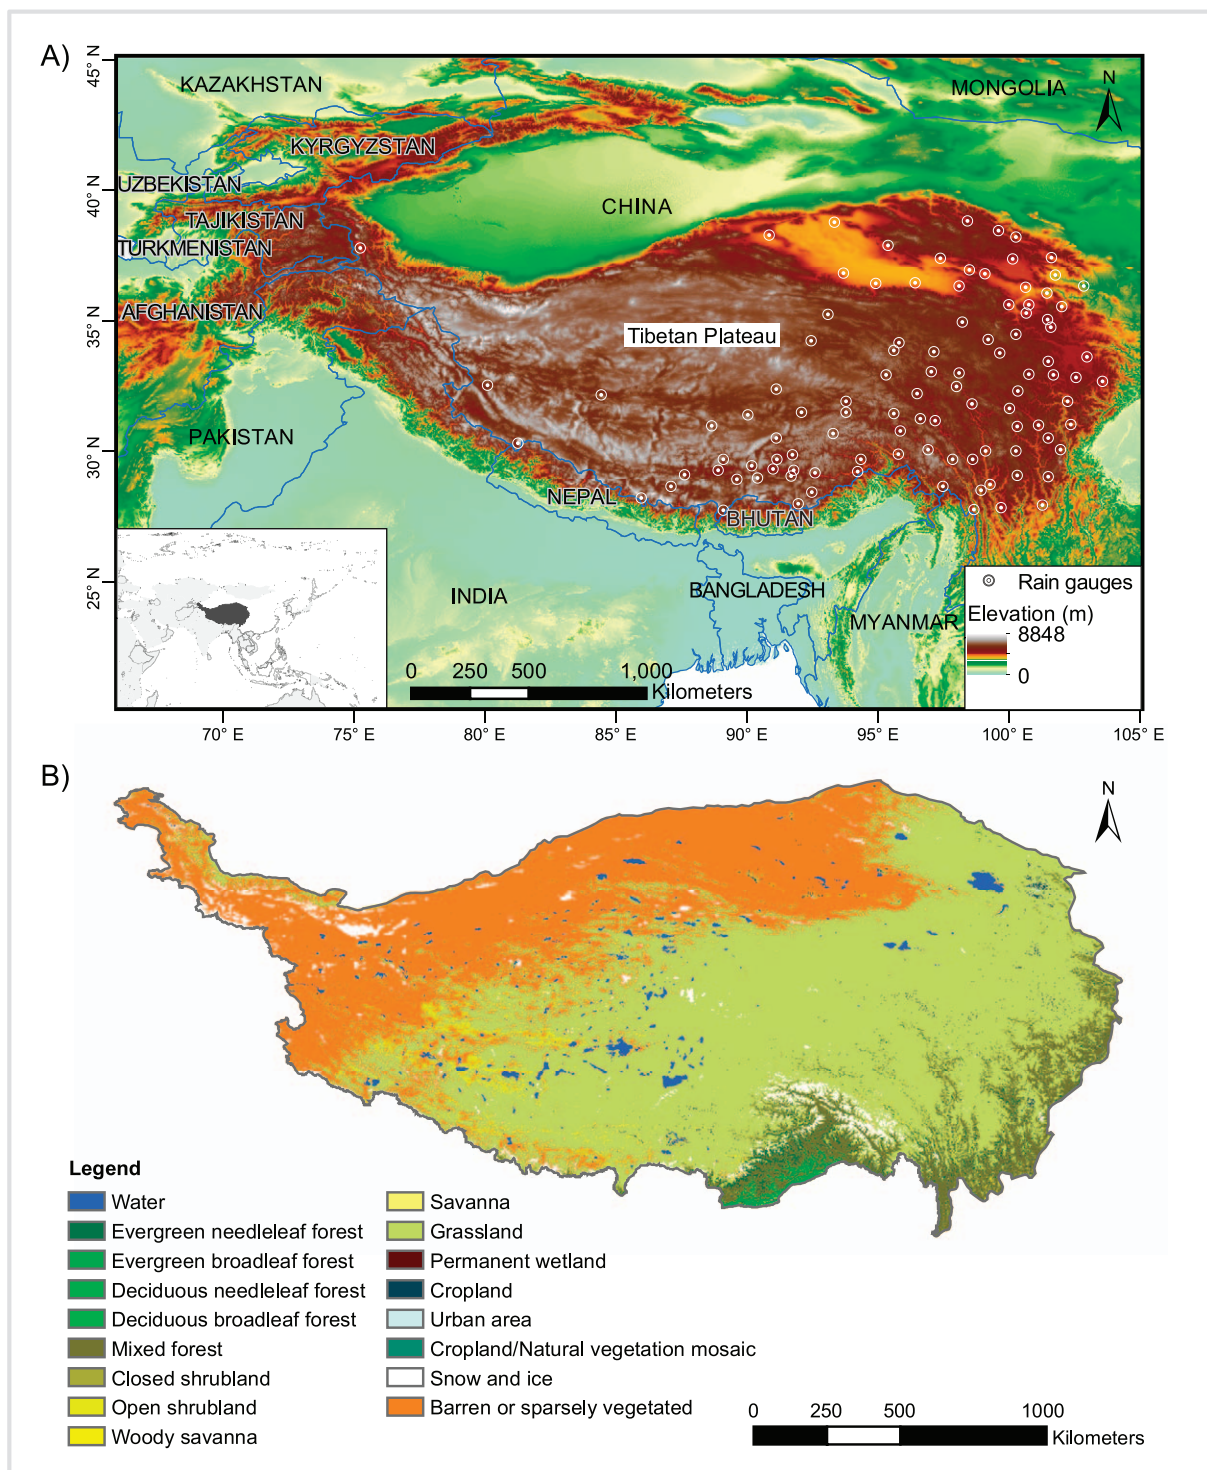 A)
45° N
40° N
35° N
30° N
25° N
KAZAKHSTAN
MONGOLIA
N
KYRGYZSTAN
UZBEKISTAN
CHINA
TAJIKISTAN
TURKMENISTAN
AFGHANISTAN
Tibetan Plateau
PAKISTAN
NEPAL
BHUTAN
INDIA
BANGLADESH
MYANMAR
Rain gauges
Elevation (m)
8848
0
0 250 500 1,000
Kilometers
70° E 75° E 80° E 85° E 90° E 95° E 100° E 105° E
B)
N
Legend
Water
Evergreen needleleaf forest
Evergreen broadleaf forest
Deciduous needleleaf forest
Deciduous broadleaf forest
Mixed forest
Closed shrubland
Open shrubland
Woody savanna
Savanna
Grassland
Permanent wetland
Cropland
Urban area
Cropland/Natural vegetation mosaic
Snow and ice
Barren or sparsely vegetated
0 250 500 1000
Kilometers